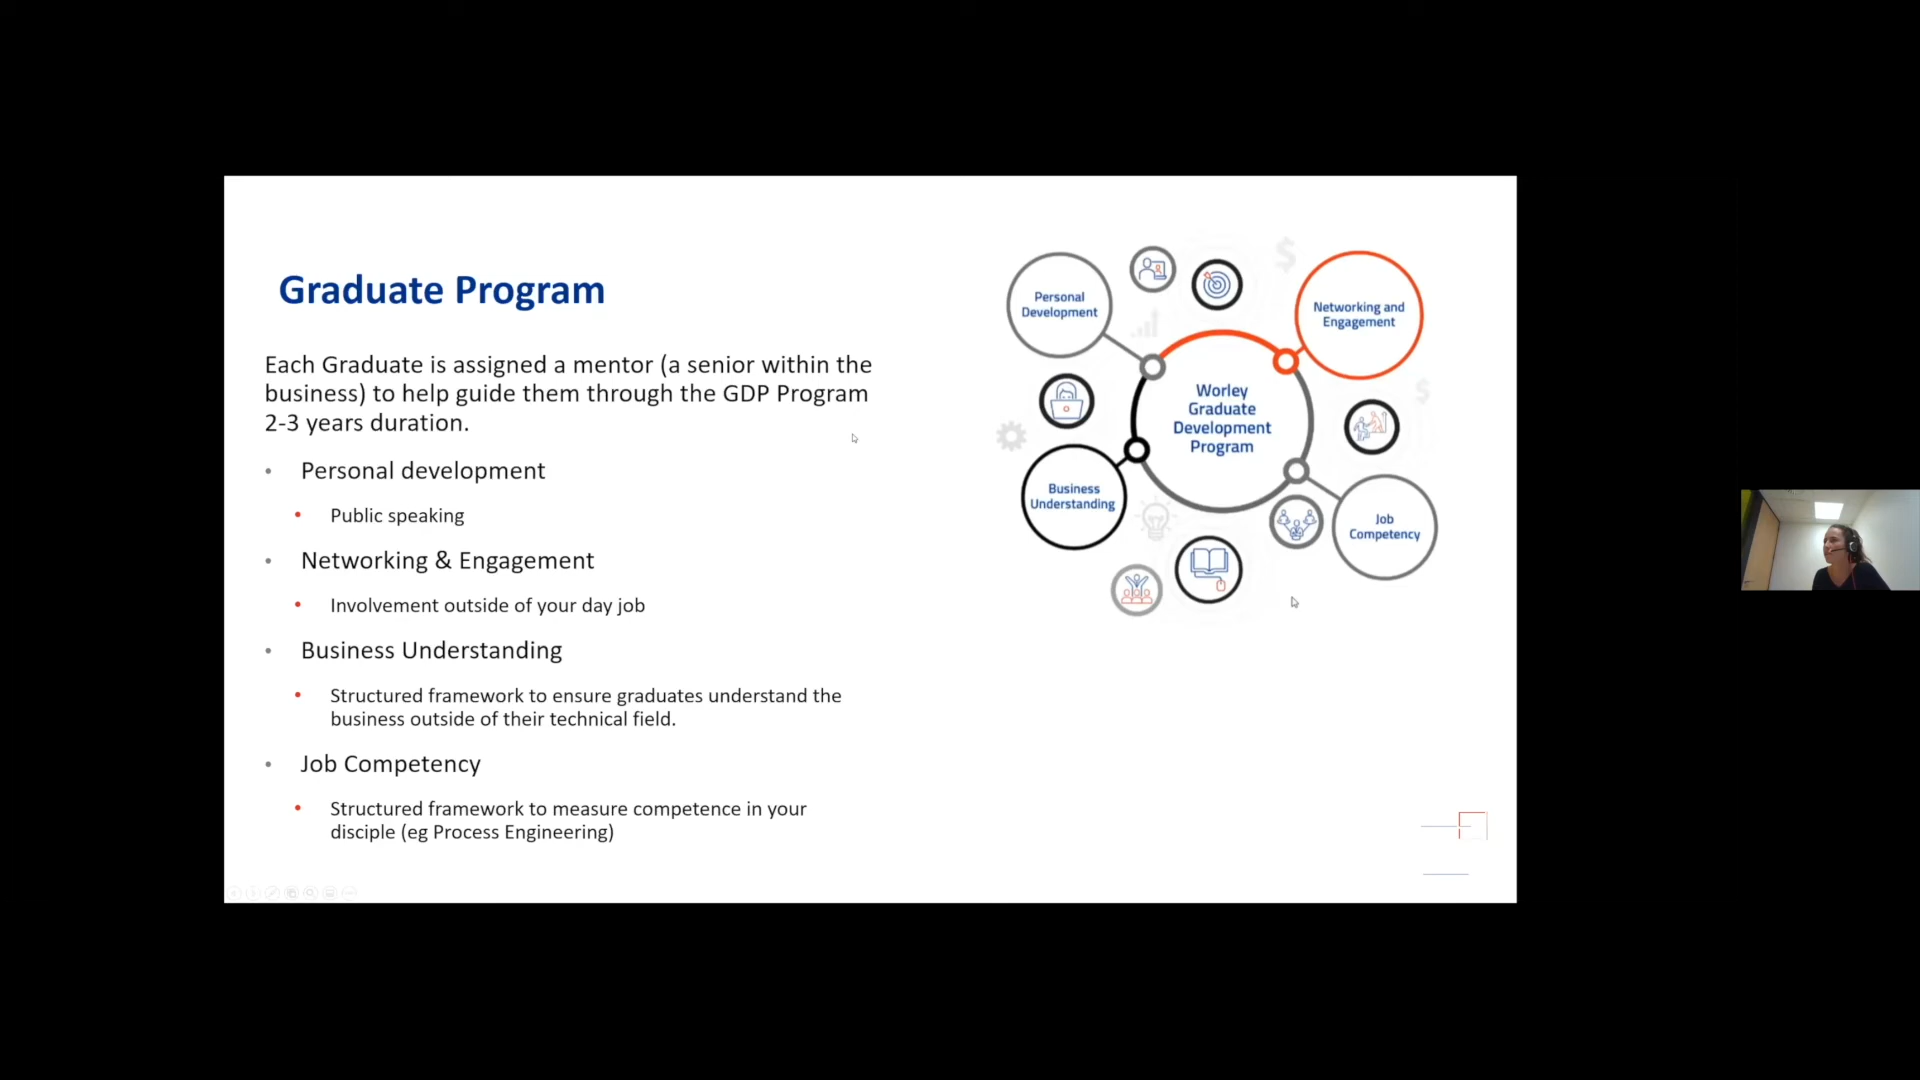 Graduate Program
Each Graduate is assigned a mentor (a senior within the
business) to help guide them through the GDP Program
2-3 years duration.
• Personal development
• Public speaking
• Networking & Engagement
• Involvement outside of your day job
• Business Understanding
• Structured framework to ensure graduates understand the
business outside of their technical field.
• Job Competency
• Structured framework to measure competence in your
disciple (eg Process Engineering)
Personal
Development
Networking and
Engagement
Worley
Graduate
Development
Program
Business
Understanding
Job
Competency